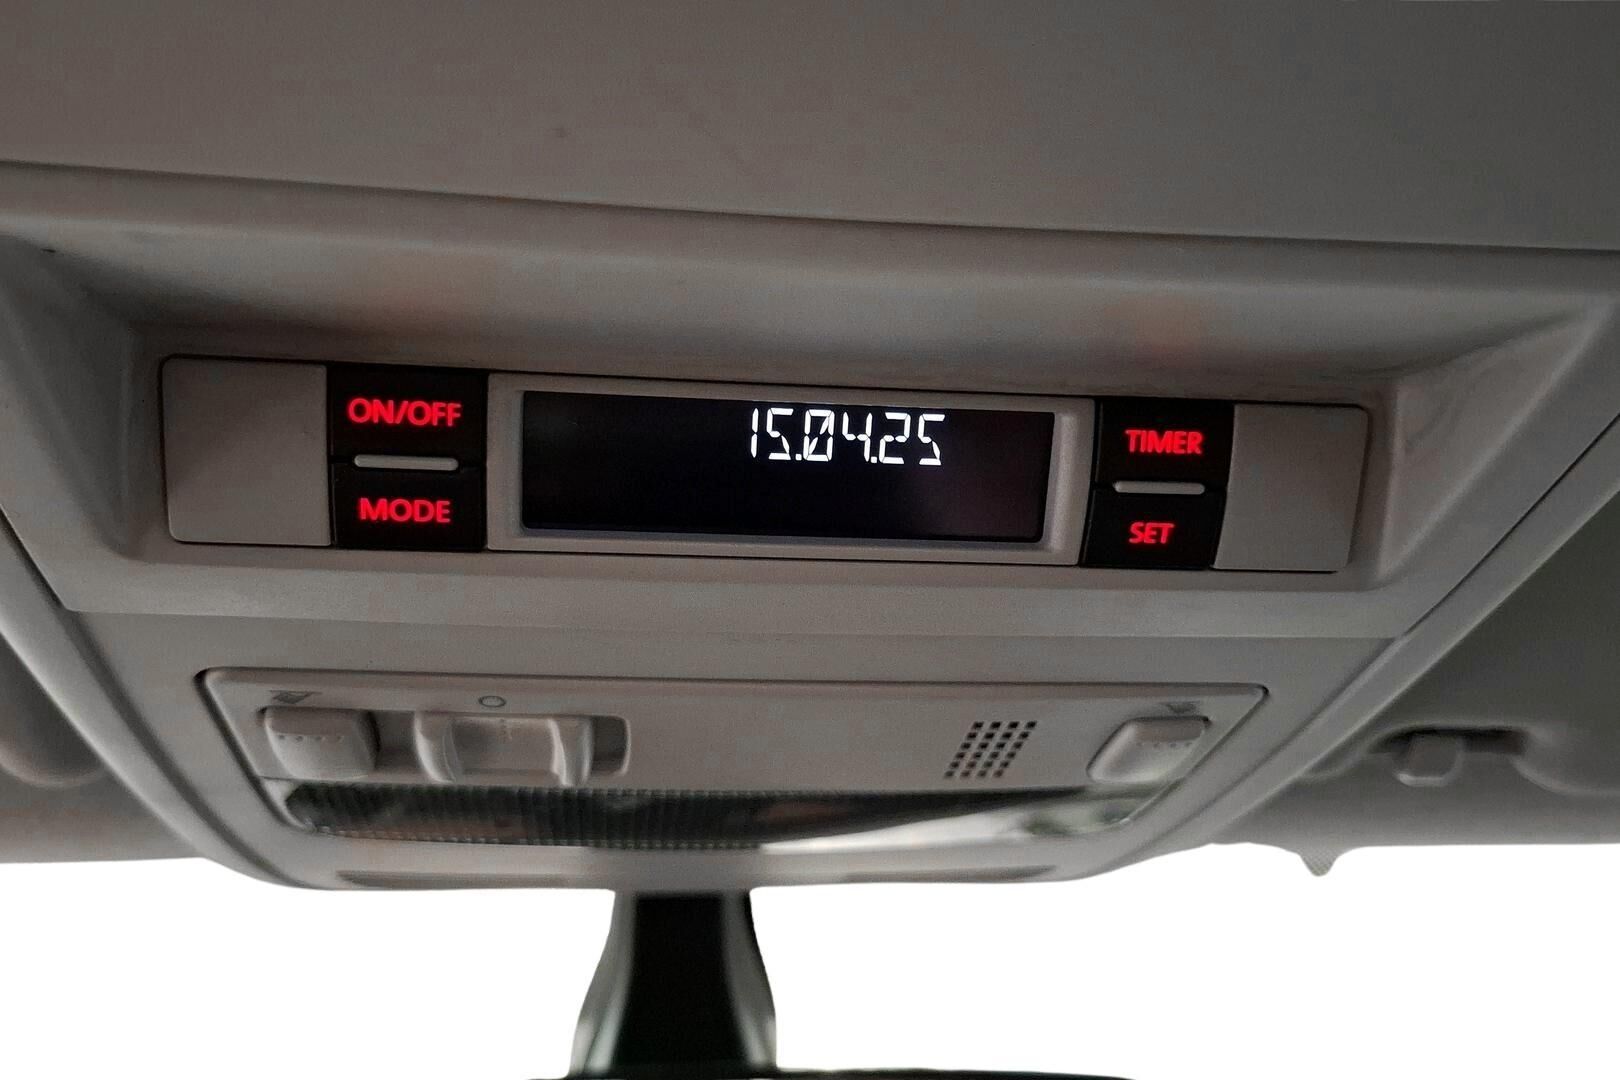 ON/OFF
MODE
15.04.25
TIMER
SET